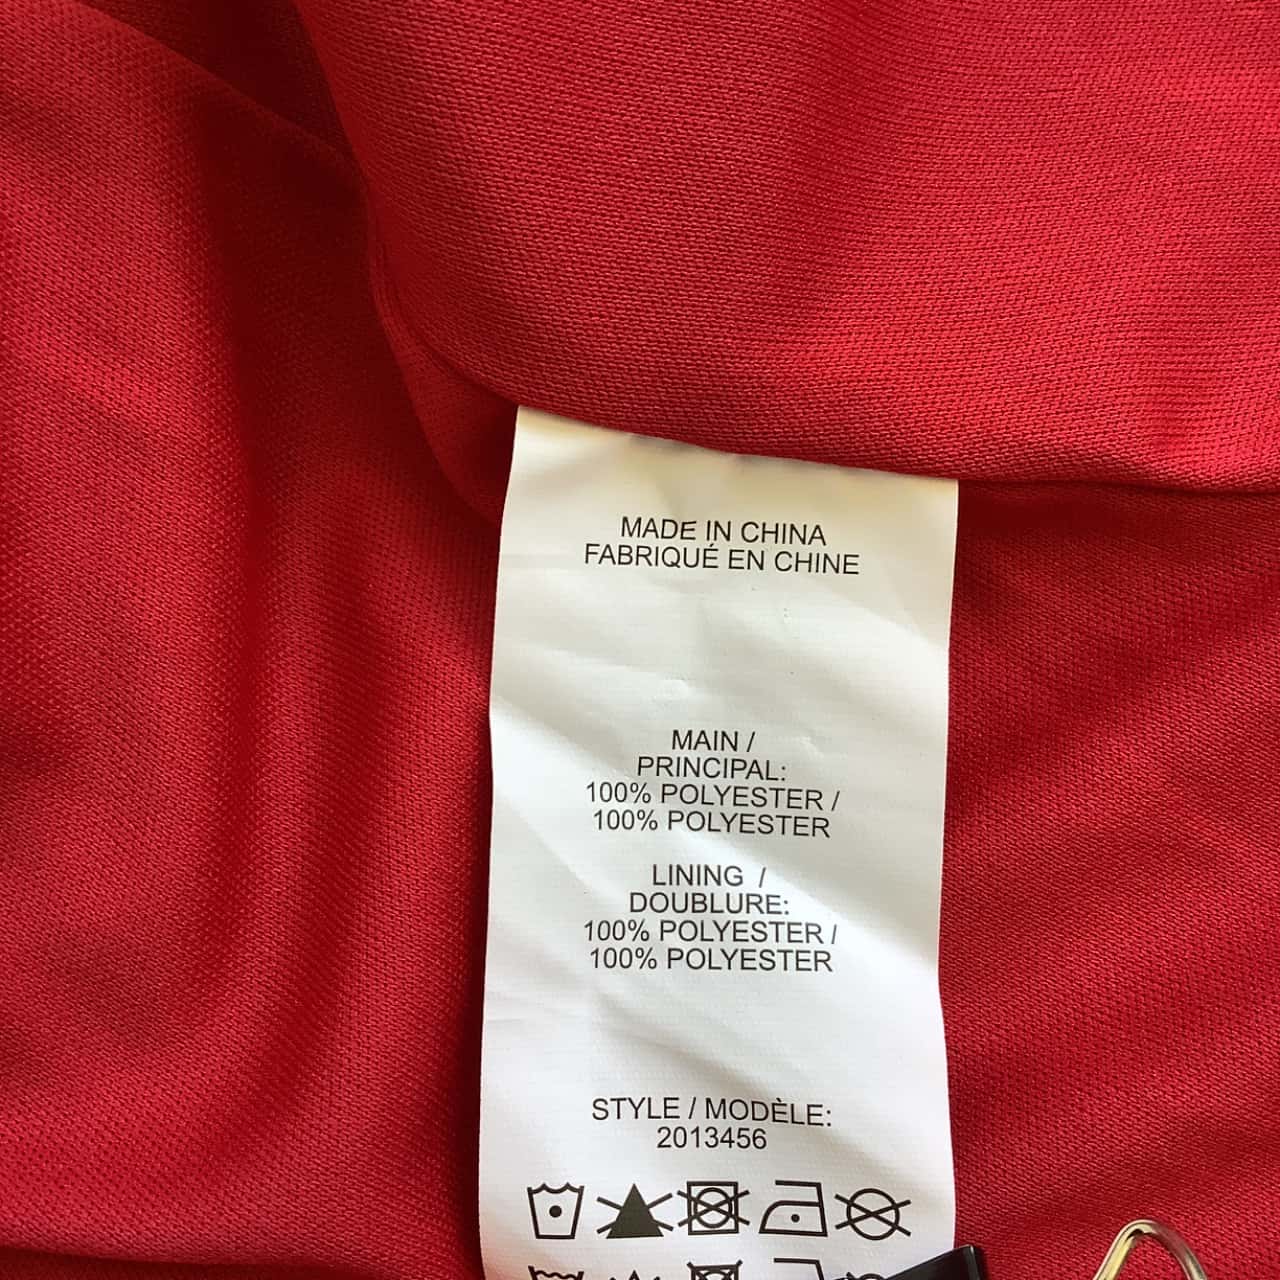 MADE IN CHINA
FABRIQUÉ EN CHINE
MAIN /
PRINCIPAL:
100% POLYESTER /
100% POLYESTER
LINING /
DOUBLURE:
100% POLYESTER /
100% POLYESTER
STYLE / MODÈLE:
2013456